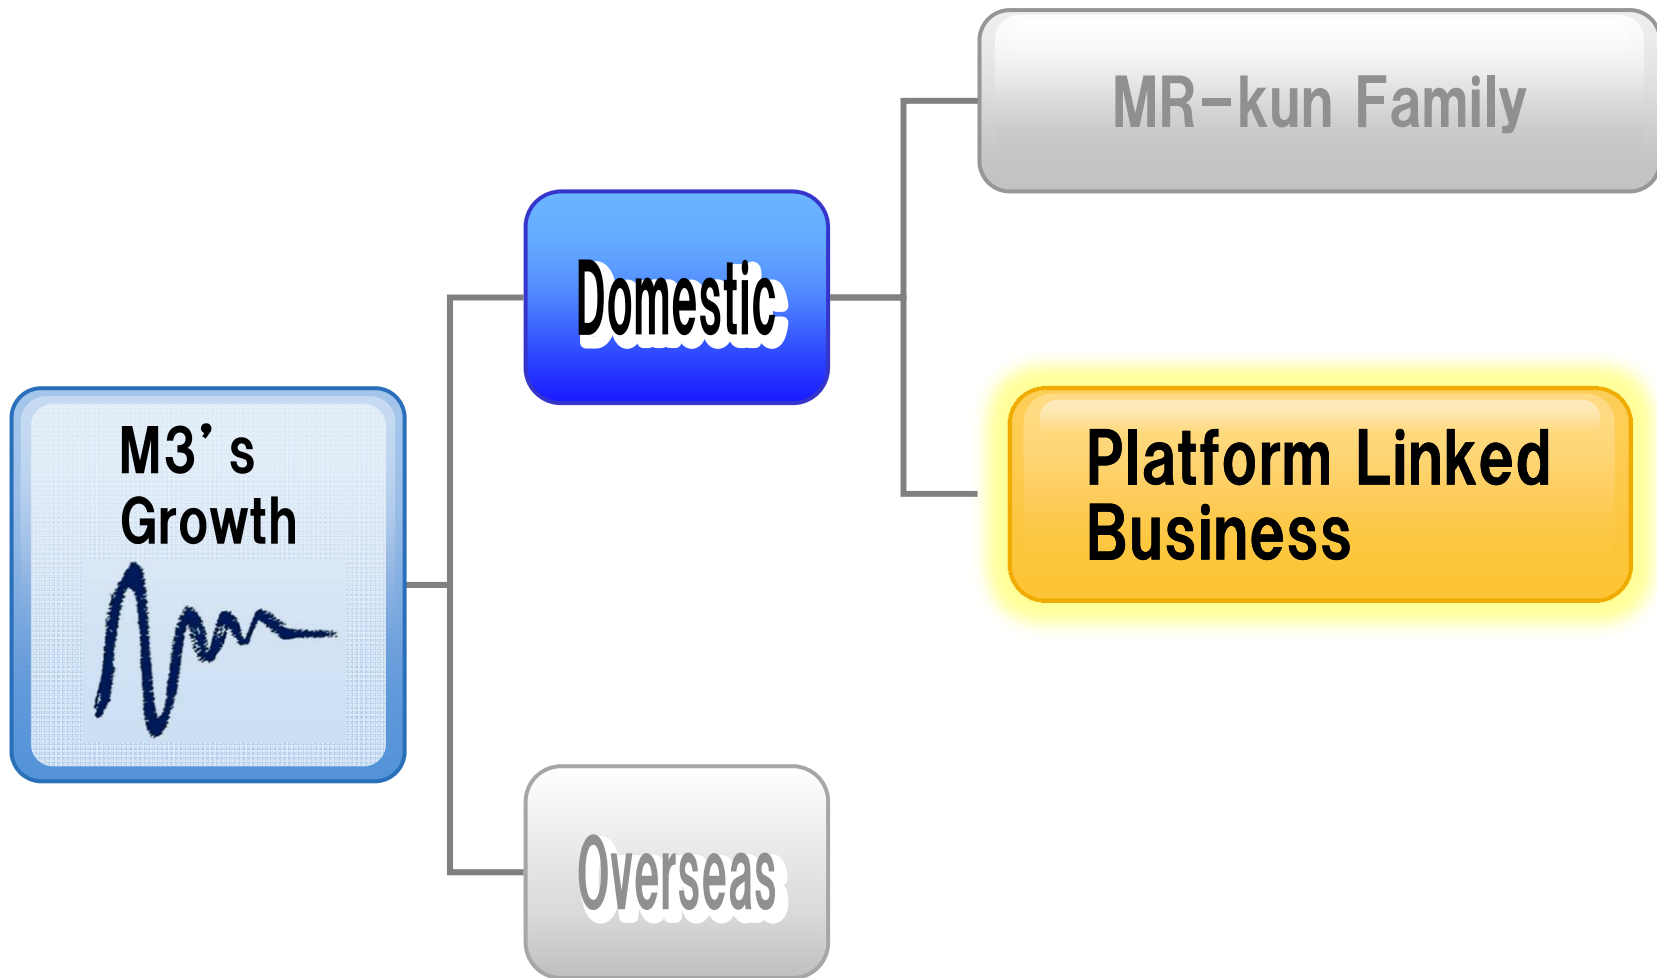 M3’s
Growth
Domestic
Overseas
MR-kun Family
Platform Linked
Business